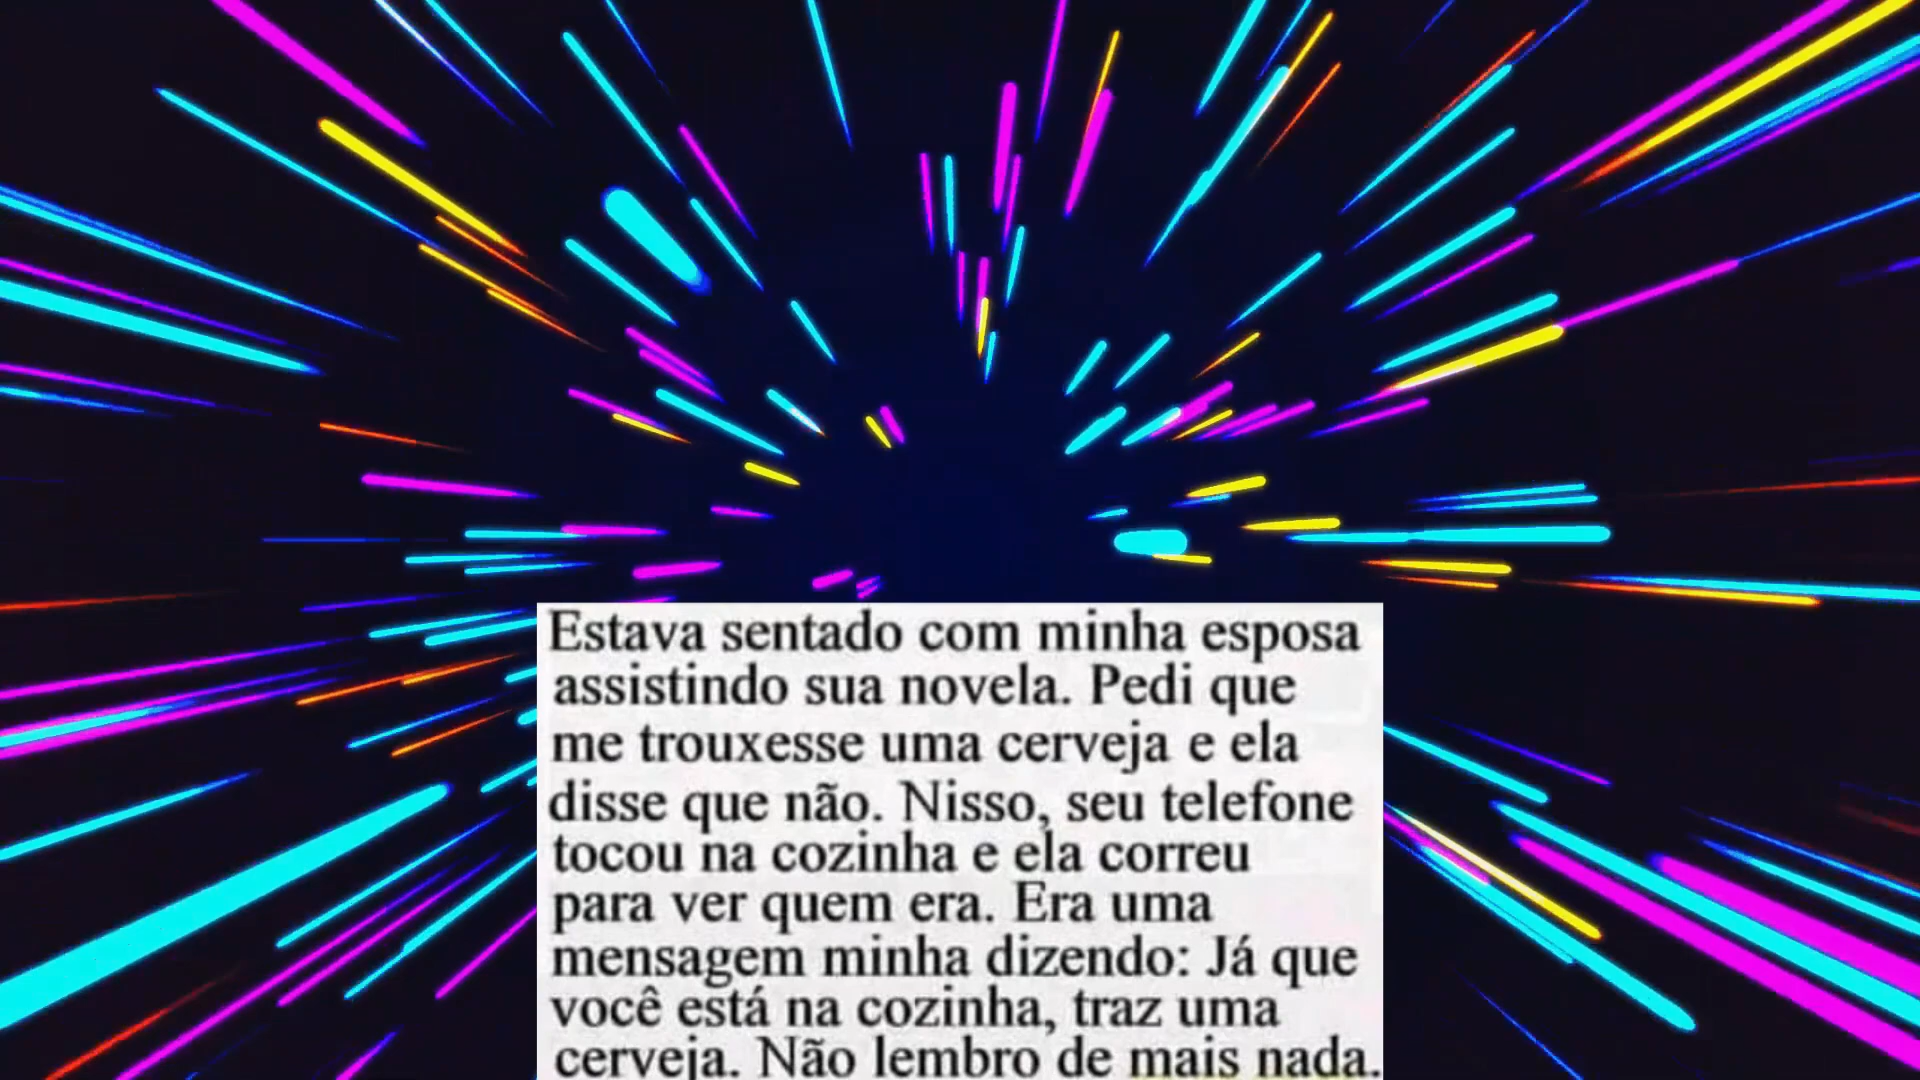 Estava sentado com minha esposa
assistindo sua novela. Pedi que
me trouxesse uma cerveja e ela
disse que não. Nisso, seu telefone
tocou na cozinha e ela correu
para ver quem era. Era uma
mensagem minha dizendo: Já que
você está na cozinha, traz uma
cerveja. Não lembro de mais nada.